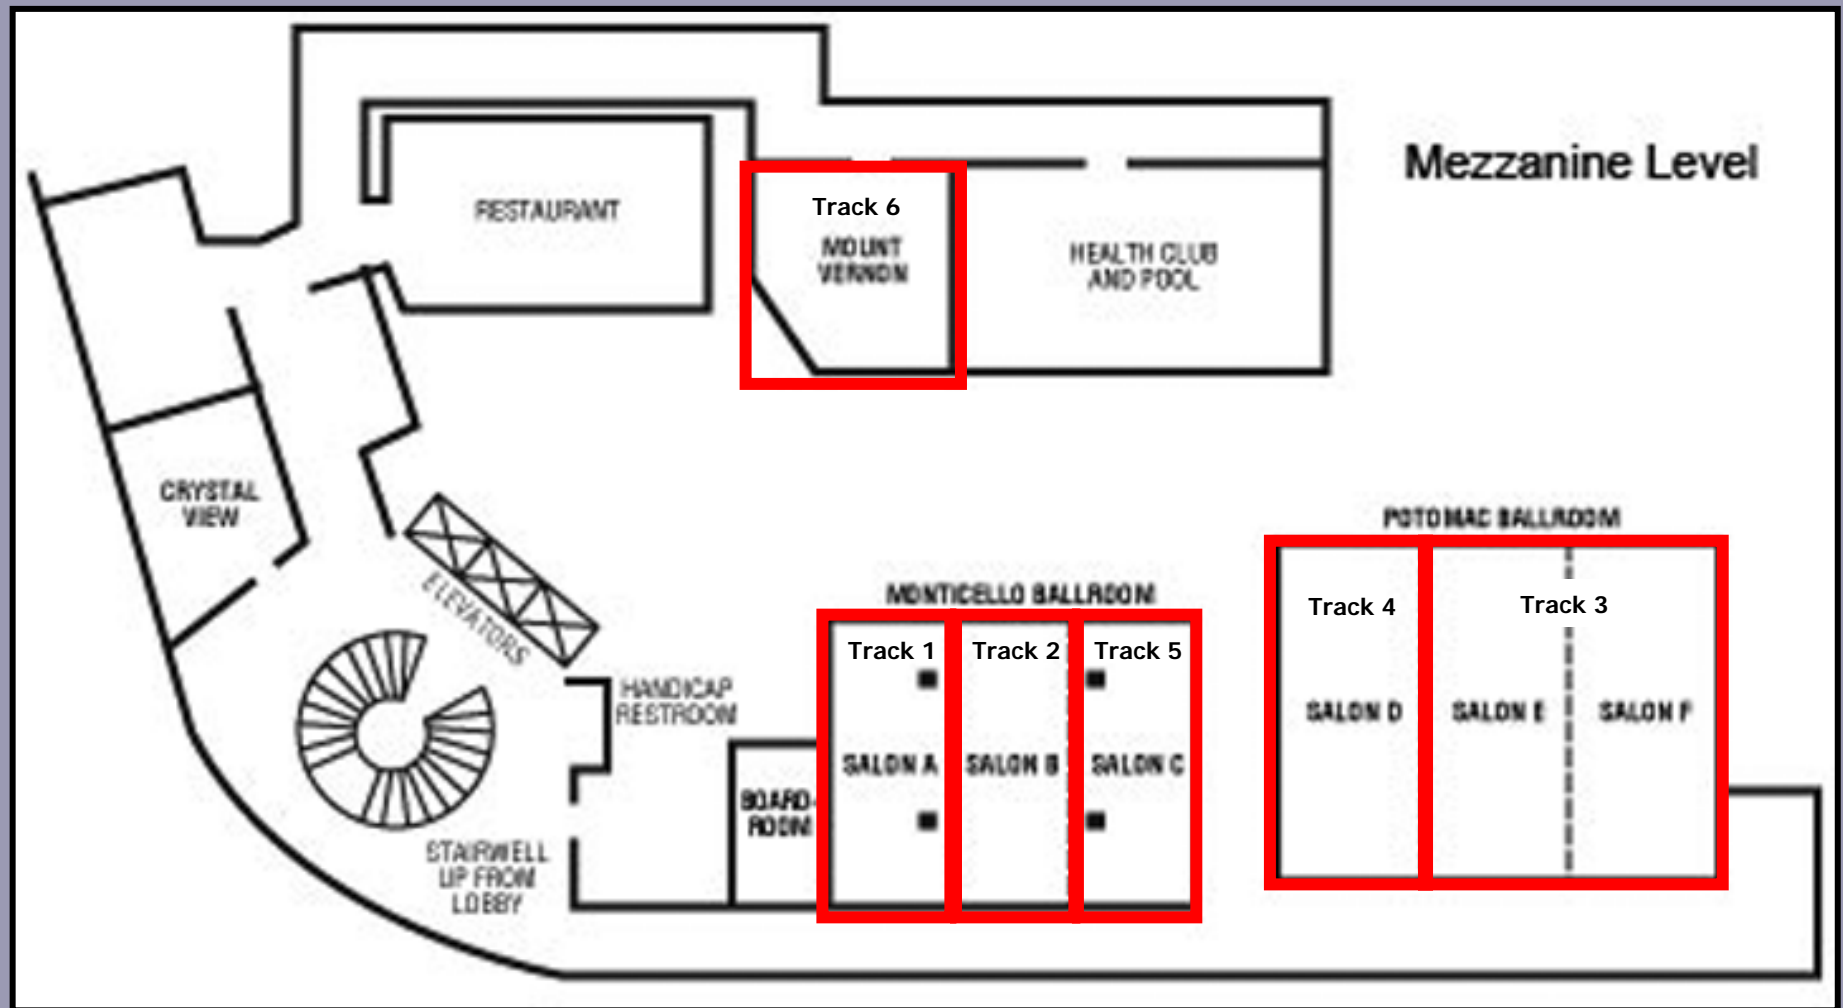 Mezzanine Level
RESTAURANT
Track 6
MOUNT
VERNON
HEALTH CLUB
AND POOL
CRYSTAL
VIEW
ELEVATORS
HANDICAP
RESTROOM
STAIRWELL
UP FROM
LOBBY
BOARD-
ROOM
MONTICELLO BALLROOM
Track 1
Track 2
Track 5
SALON A
SALON B
SALON C
POTOMAC BALLROOM
Track 4
Track 3
SALON D
SALON E
SALON F